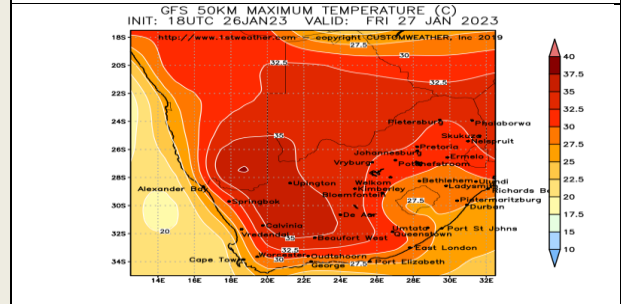 GFS 50KM MAXIMUM TEMPERATURE (C)
INIT: 18UTC 26JAN23 VALID: FRI 27 JAN 2023
http://www.1stweather.com - copyright CUSTOMWEATHER, Inc 2019
18S
20S
22S
24S
26S
28S
30S
32S
34S
14E 16E 18E 20E 22E 24E 26E 28E 30E 32E
27.5
30
32.5
32.5
35
35
32.5
30
27.5
27.5
20
Pietersburg
Phalaborwa
Skukuza
Nelspruit
Pretoria
Johannesburg
Ermelo
Vryburg
Potchefstroom
Welkom
Bethlehem
Ulundi
Alexander Bay
Upington
Kimberley
Ladysmith
Richards B
Bloemfontein
Springbok
Pietermaritzburg
Durban
De Aar
Calvinia
Umtata
Port St Johns
Vredendal
Beaufort West
Queenstown
East London
Cape Town
Worcester
Oudtshoorn
George
Port Elizabeth
40
37.5
35
32.5
30
27.5
25
22.5
20
17.5
15
10